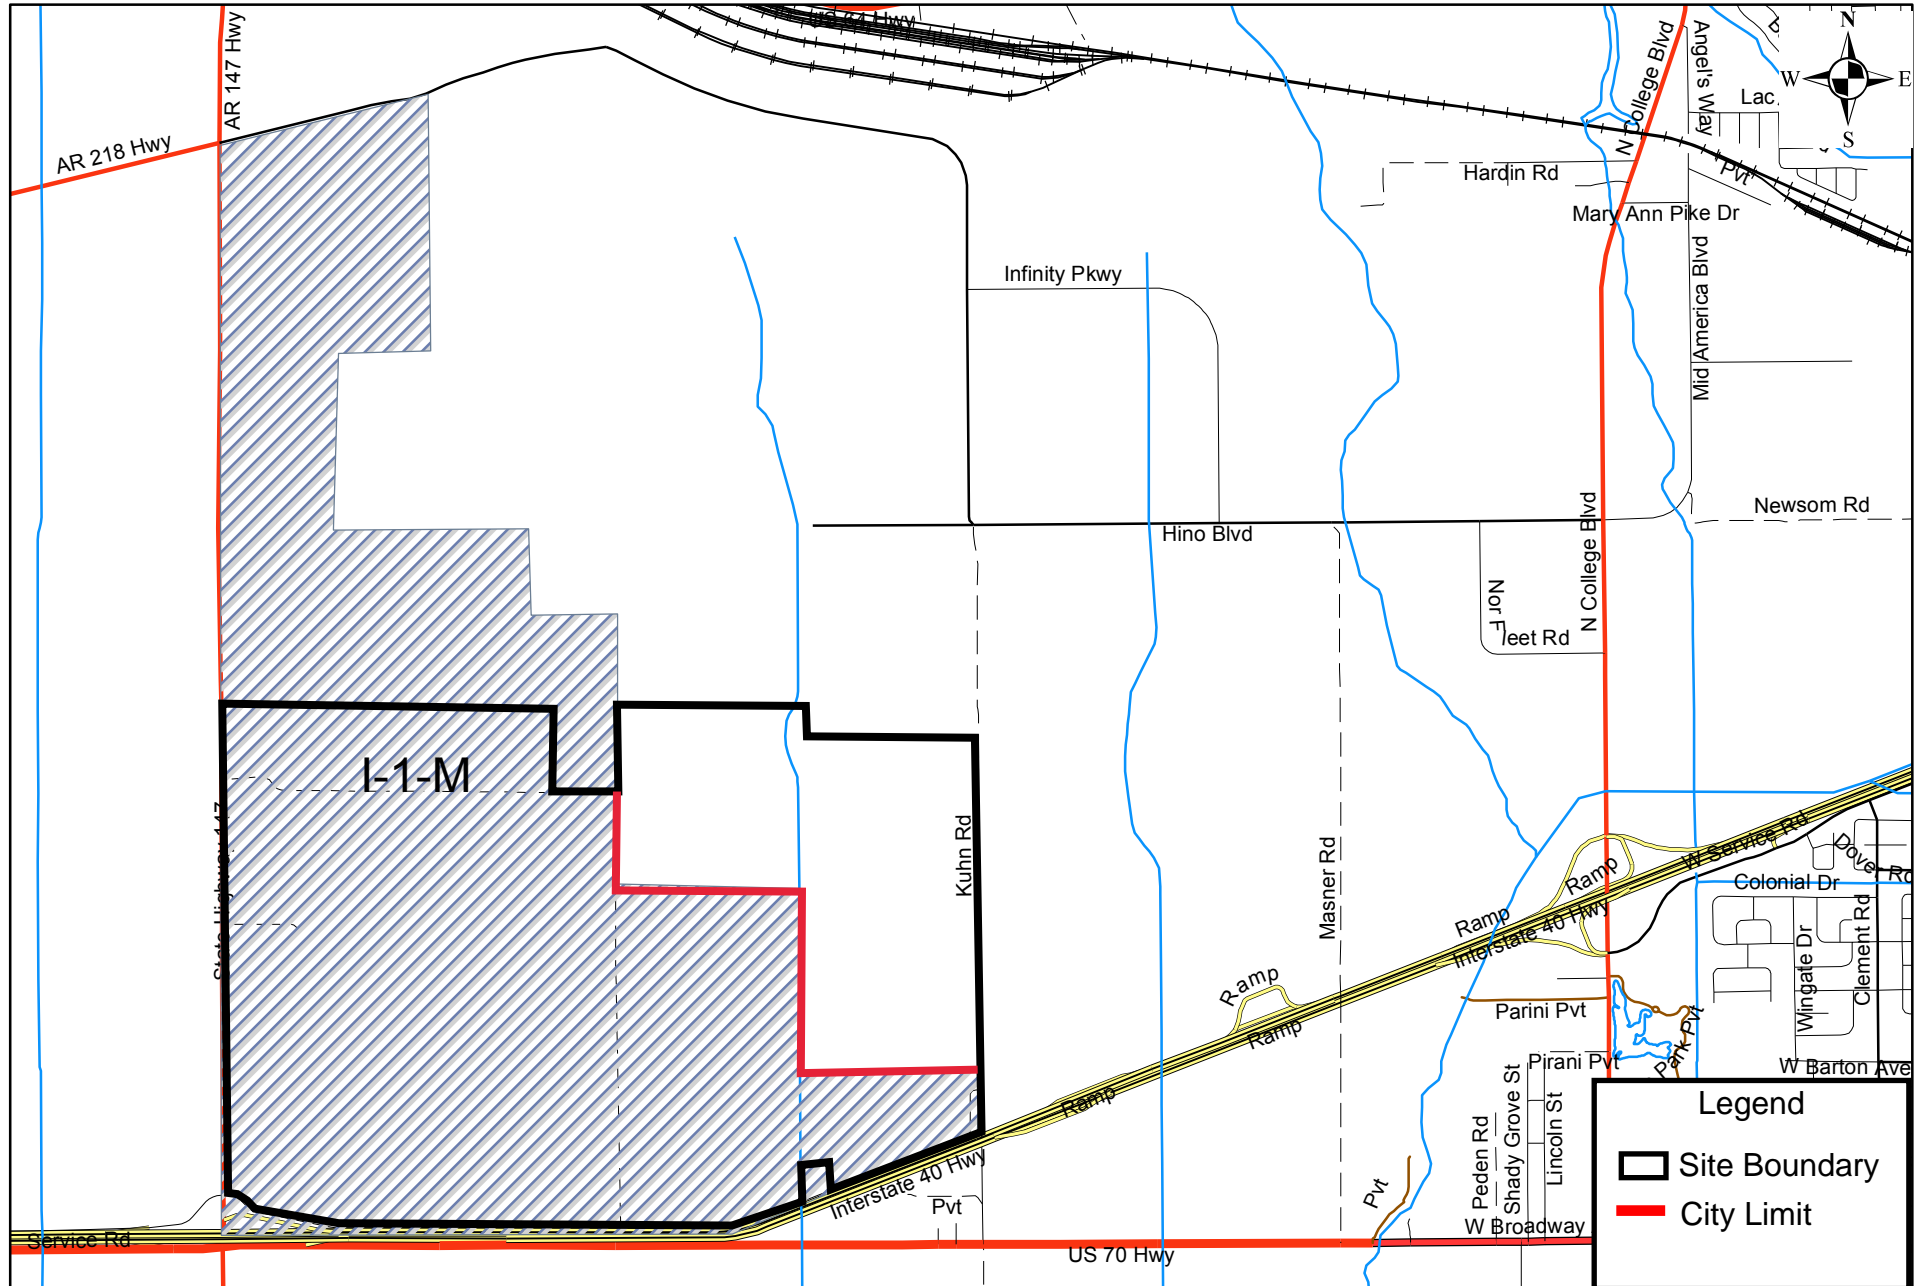 US 64 Hwy
AR 147 Hwy
N College Blvd
Angel's Way
N
W
E
S
Lac
AR 218 Hwy
Hardin Rd
Pvt
Mary Ann Pike Dr
Infinity Pkwy
Mid America Blvd
Newsom Rd
Hino Blvd
N College Blvd
Nor F
leet Rd
I-1-M
State Highway 147
Kuhn Rd
Masner Rd
W Service Rd
Dover Rd
Ramp
Colonial Dr
Ramp
Interstate 40 Hwy
Clement Rd
Wingate Dr
Ramp
Ramp
Parini Pvt
Park Pvt
Pirani Pvt
W Barton Ave
Ramp
Shady Grove St
Lincoln St
Peden Rd
Interstate 40 Hwy
Pvt
Pvt
W Broadway
Service Rd
US 70 Hwy
Legend
Site Boundary
City Limit